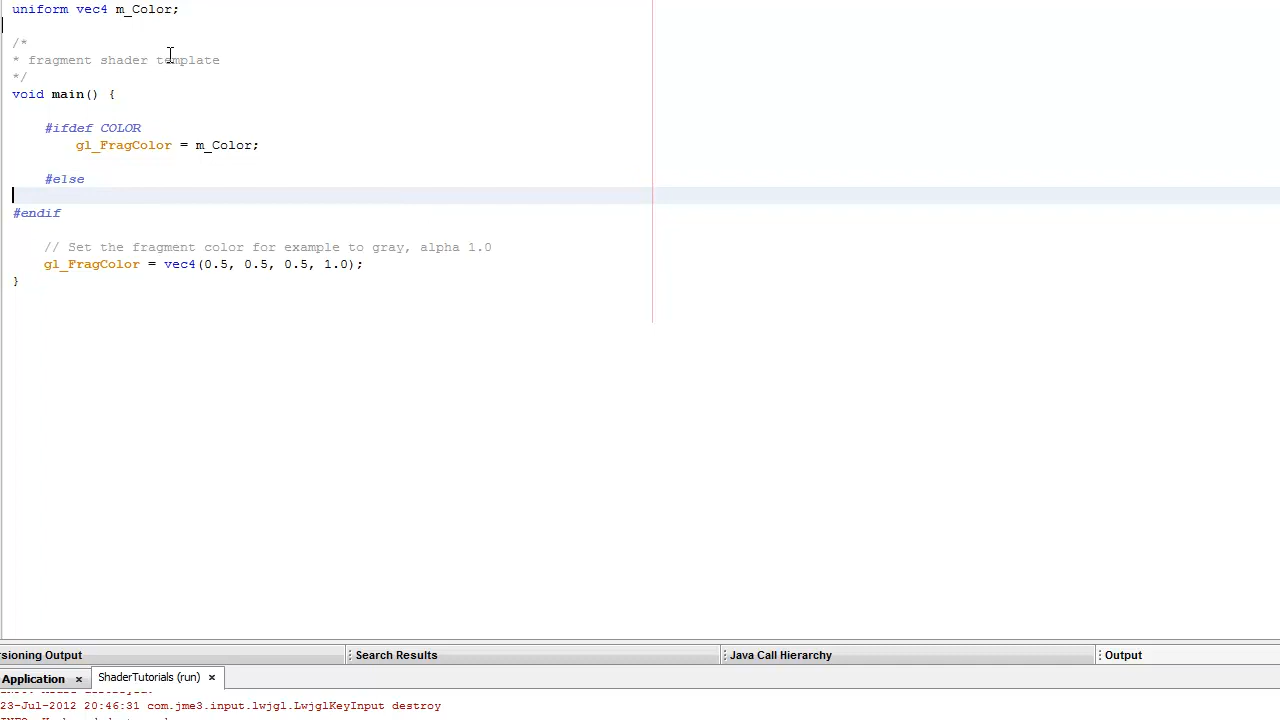 uniform vec4 m_Color;
/*
* fragment shader template
*/
void main() {
#ifdef COLOR
gl_FragColor = m_Color;
#else
#endif
// Set the fragment color for example to gray, alpha 1.0
gl_FragColor = vec4(0.5, 0.5, 0.5, 1.0);
}
sioning Output
Search Results
Java Call Hierarchy
Output
Application ×
ShaderTutorials (run) ×
23-Jul-2012 20:46:31 com.jme3.input.lwjgl.LwjglKeyInput destroy